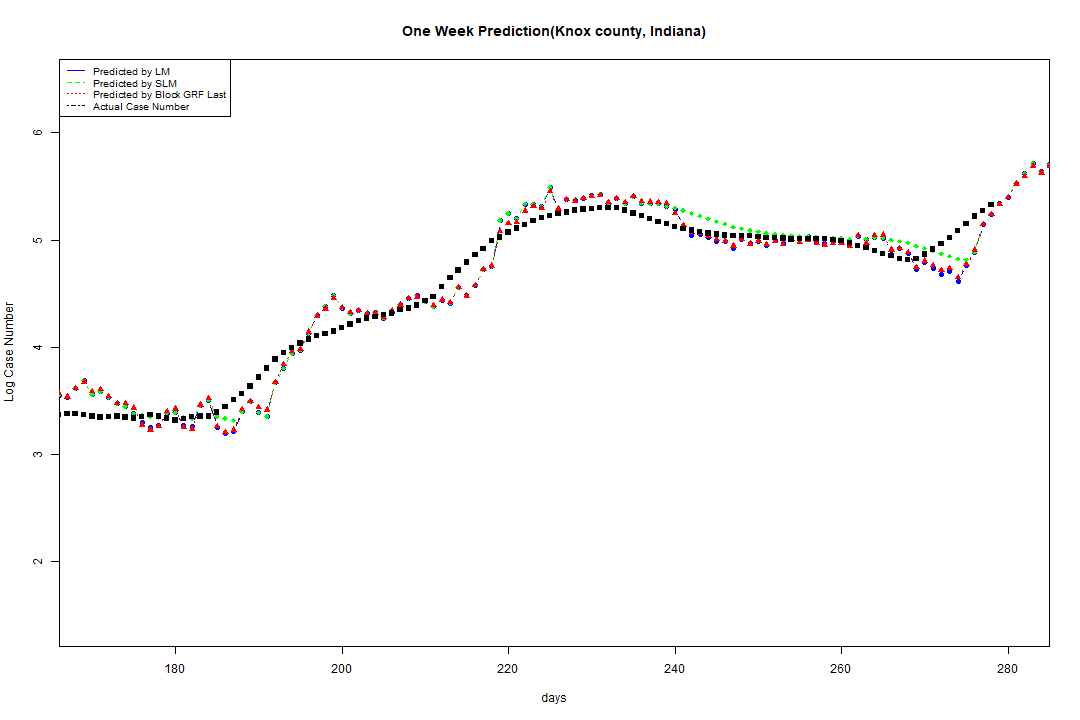 One Week Prediction(Knox county, Indiana)
Predicted by LM
Predicted by SLM
Predicted by Block GRF Last
Actual Case Number
6
5
4
3
2
Log Case Number
180 200 220 240 260 280
days